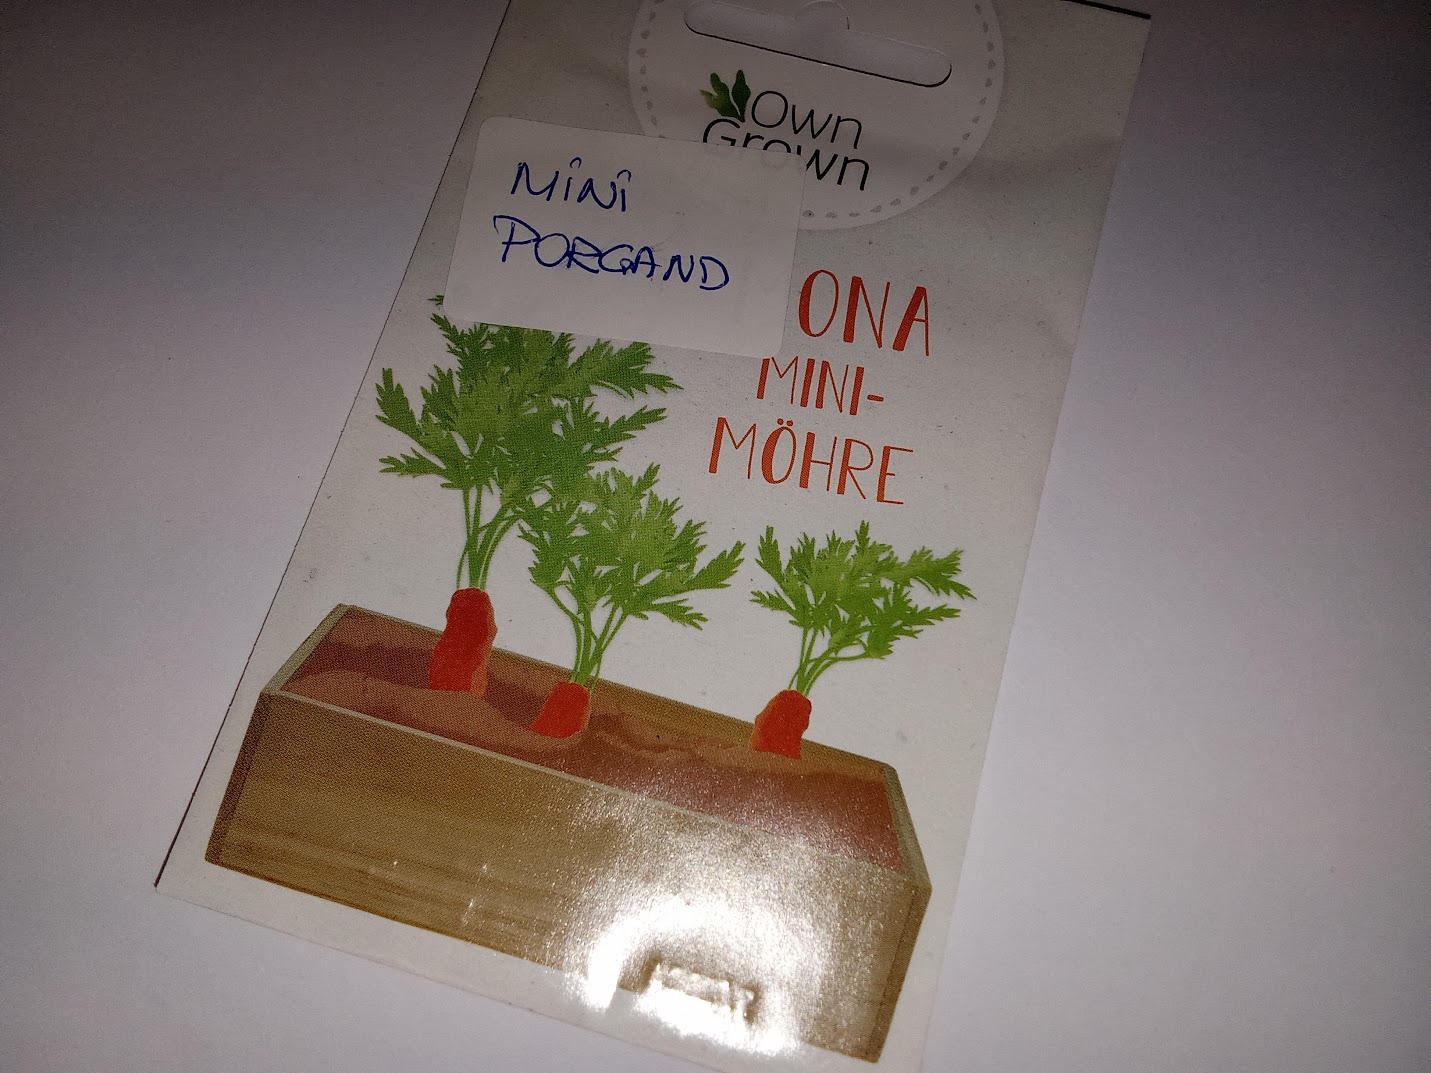 Own
Grown
MINI
PORGAND
ONA
MINI-
MÖHRE